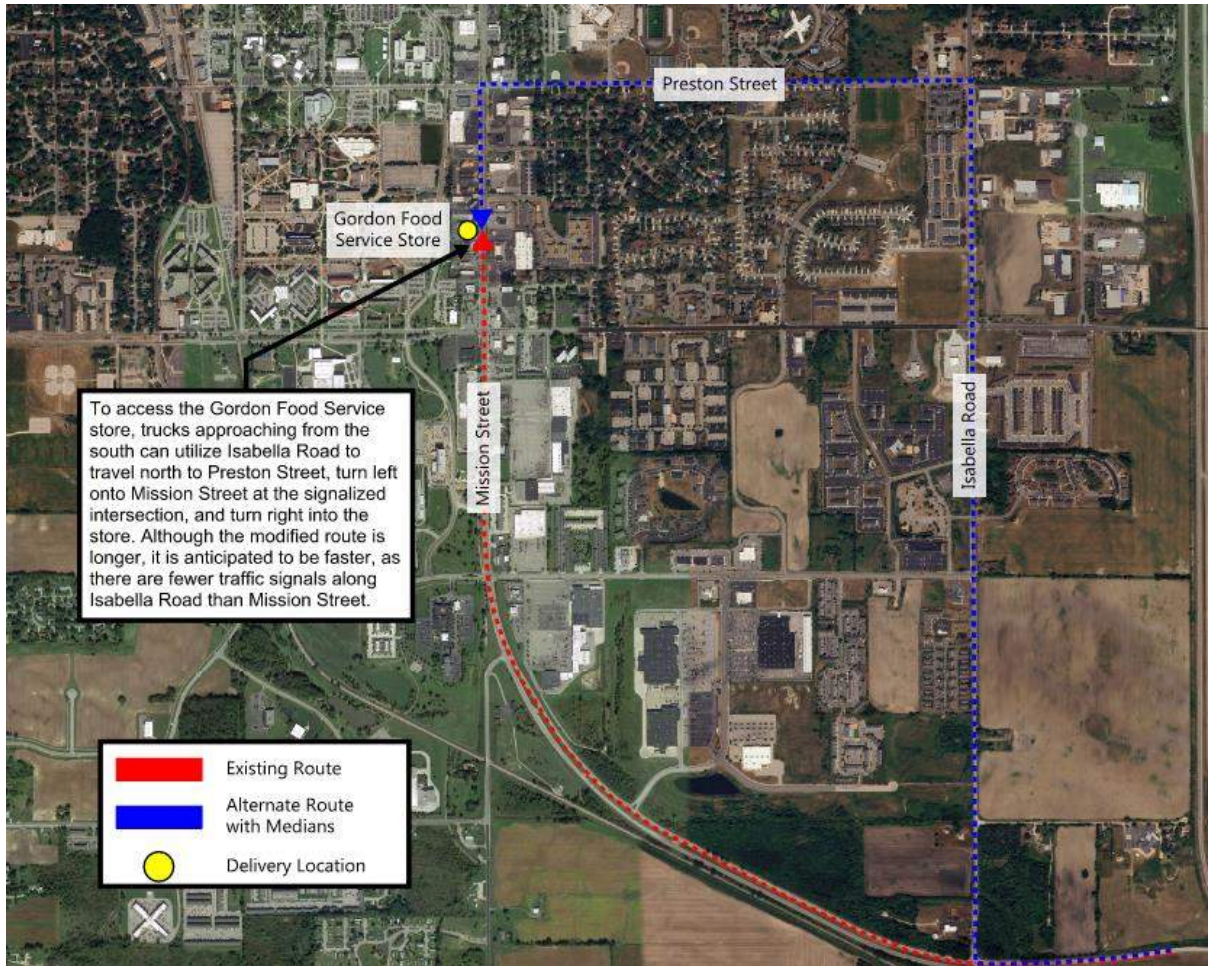 Preston Street
Gordon Food
Service Store
Mission Street
Isabella Road
To access the Gordon Food Service
store, trucks approaching from the
south can utilize Isabella Road to
travel north to Preston Street, turn left
onto Mission Street at the signalized
intersection, and turn right into the
store. Although the modified route is
longer, it is anticipated to be faster, as
there are fewer traffic signals along
Isabella Road than Mission Street.
Existing Route
Alternate Route
with Medians
Delivery Location